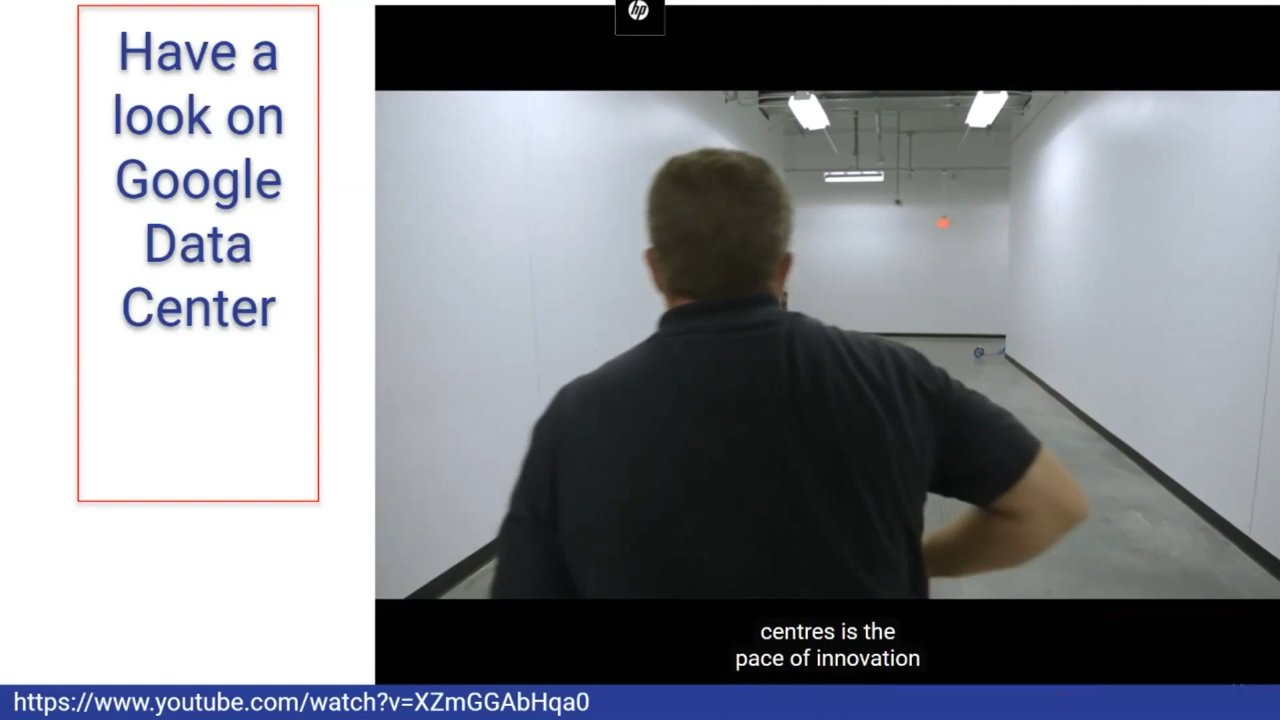 Have a
look on
Google
Data
Center
hp
centres is the
pace of innovation
https://www.youtube.com/watch?v=XZmGGAbHqa0